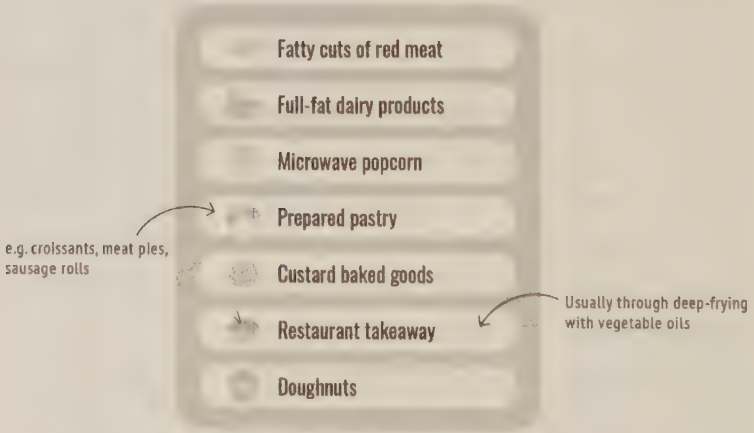 Fatty cuts of red meat
Full-fat dairy products
Microwave popcorn
Prepared pastry
e.g. croissants, meat pies,
sausage rolls
Custard baked goods
Restaurant takeaway
Usually through deep-frying
with vegetable oils
Doughnuts